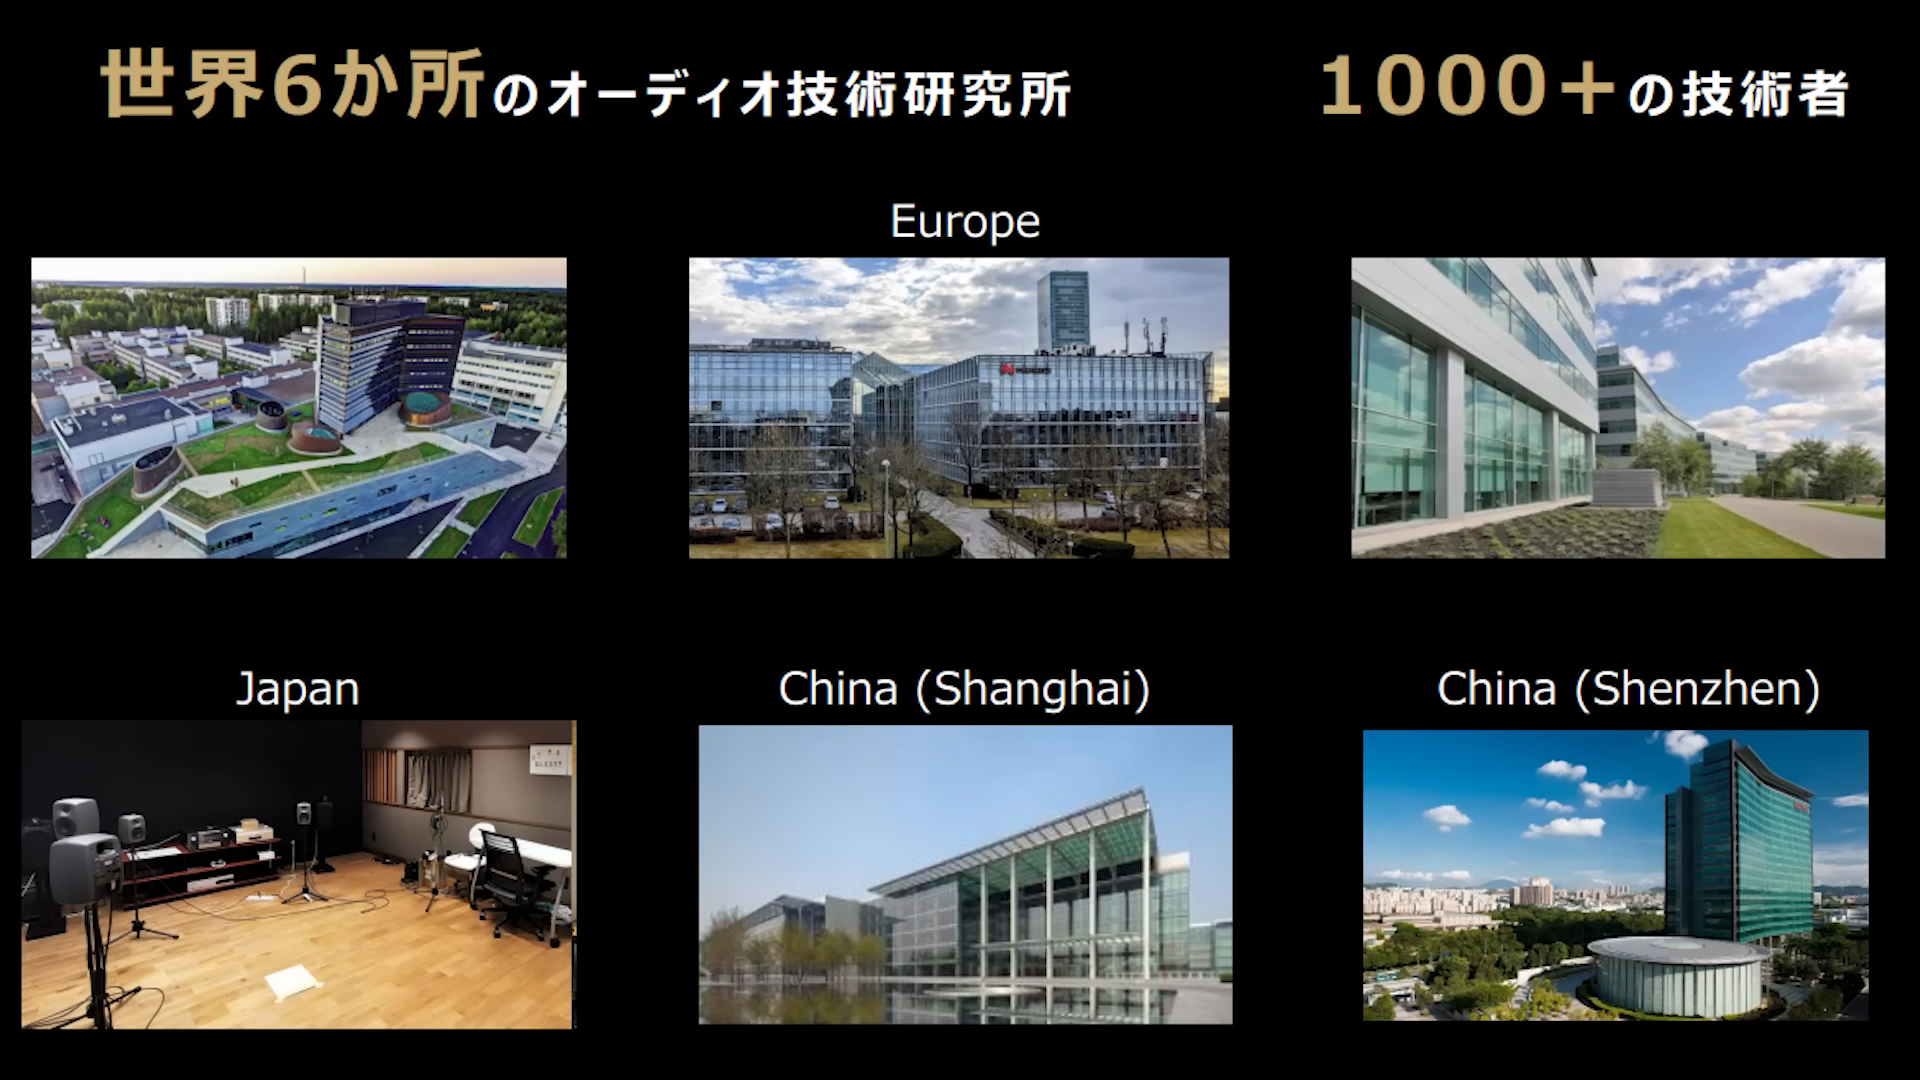 世界6か所のオーディオ技術研究所
1000+の技術者
Europe
Japan
China (Shanghai)
China (Shenzhen)